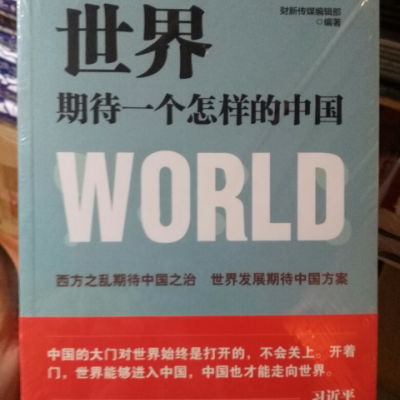 财新传媒编辑部
编著
世界
期待一个怎样的中国
WORLD
西方之乱期待中国之治 世界发展期待中国方案
中国的大门对世界始终是打开的，不会关上。开着
门，世界能够进入中国，中国也才能走向世界。
习近平